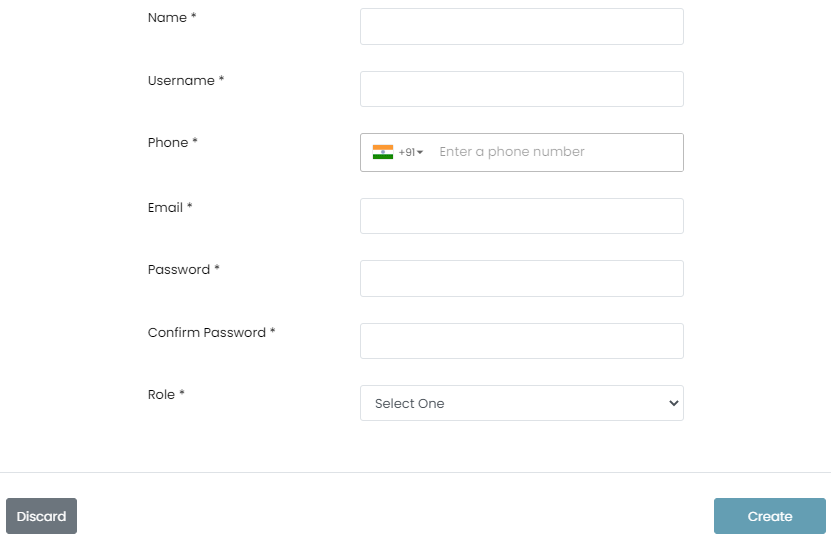 Name *
Username *
Phone *
+91
Enter a phone number
Email *
Password *
Confirm Password *
Role *
Select One
Discard
Create